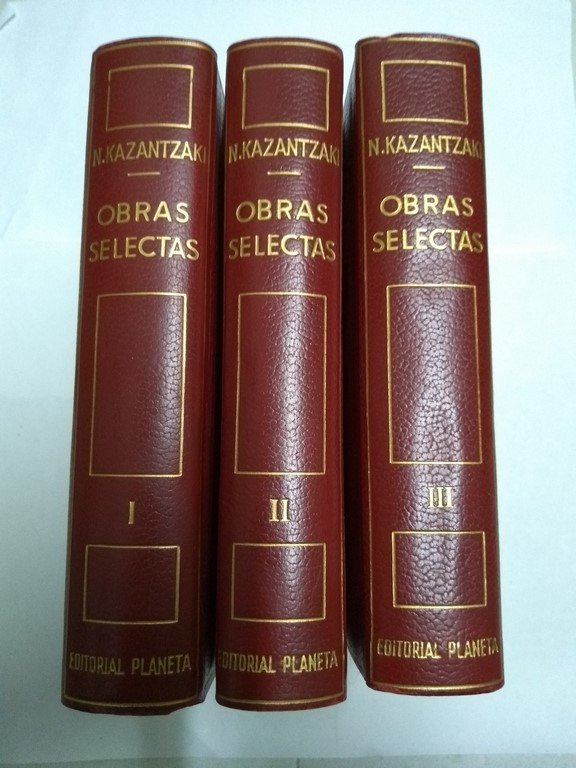 N. KAZANTZAKI
OBRAS
SELECTAS
I
EDITORIAL PLANETA
N. KAZANTZAKI
OBRAS
SELECTAS
II
EDITORIAL PLANETA
N. KAZANTZAKI
OBRAS
SELECTAS
III
EDITORIAL PLANETA